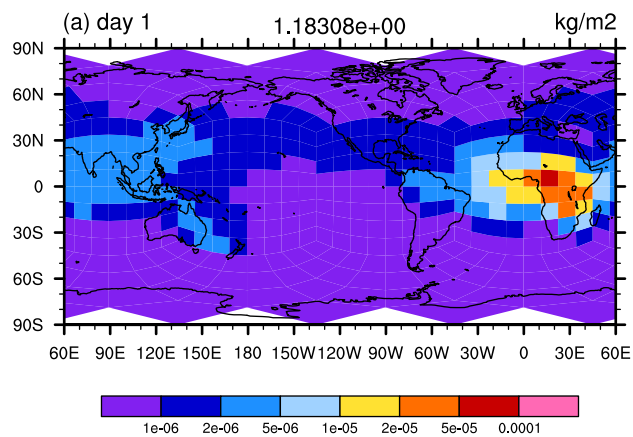 (a) day 1 1.18308e+00 kg/m2
90N
60N
30N
0
30S
60S
90S
60E 90E 120E 150E 180 150W 120W 90W 60W 30W 0 30E 60E
1e-06 2e-06 5e-06 1e-05 2e-05 5e-05 0.0001